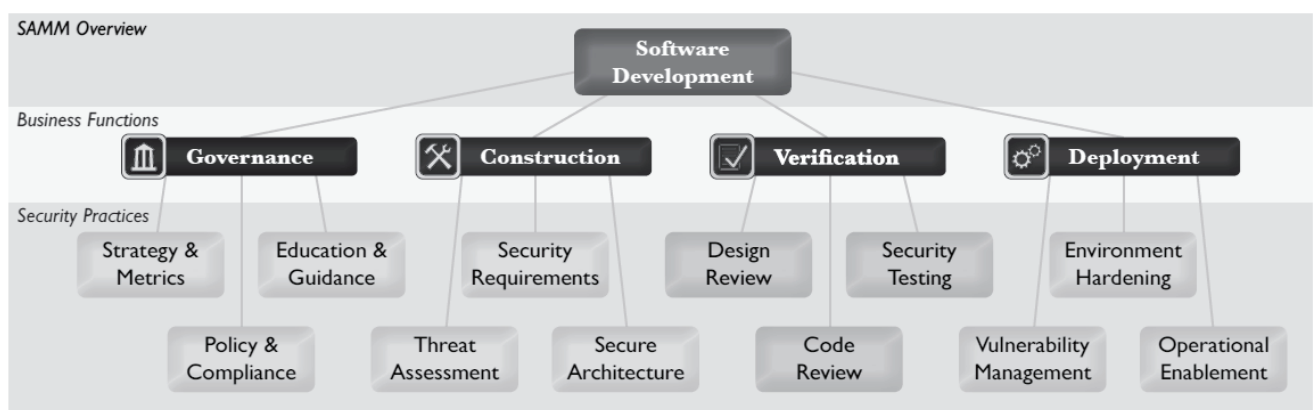 SAMM Overview
Software
Development
Business Functions
Governance
Construction
Verification
Deployment
Security Practices
Strategy &
Metrics
Education &
Guidance
Security
Requirements
Design
Review
Security
Testing
Environment
Hardening
Policy &
Compliance
Threat
Assessment
Secure
Architecture
Code
Review
Vulnerability
Management
Operational
Enablement